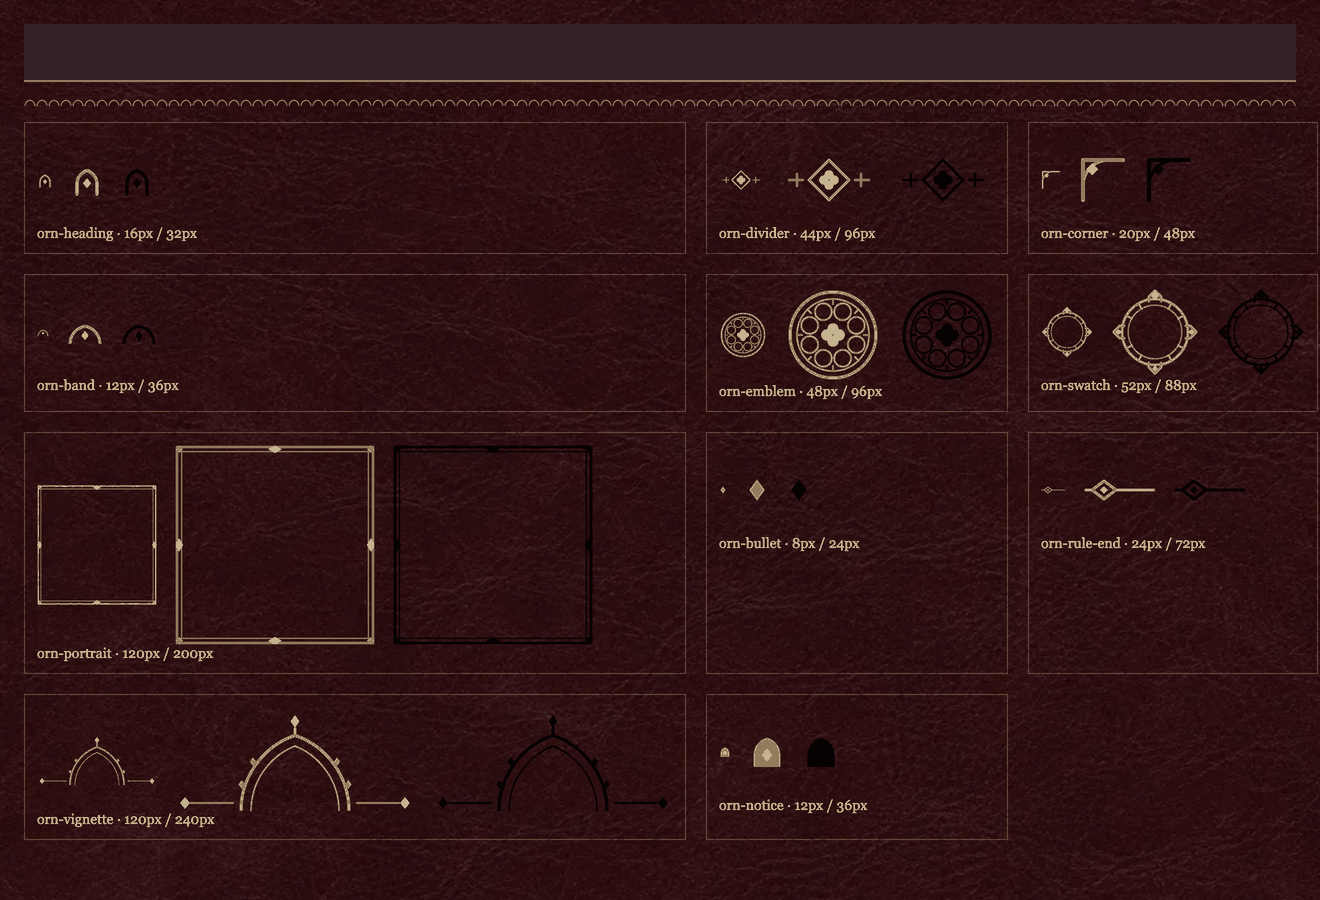 orn-heading · 16px / 32px
orn-divider · 44px / 96px
orn-corner · 20px / 48px
orn-band · 12px / 36px
orn-emblem · 48px / 96px
orn-swatch · 52px / 88px
orn-portrait · 120px / 200px
orn-bullet · 8px / 24px
orn-rule-end · 24px / 72px
orn-vignette · 120px / 240px
orn-notice · 12px / 36px